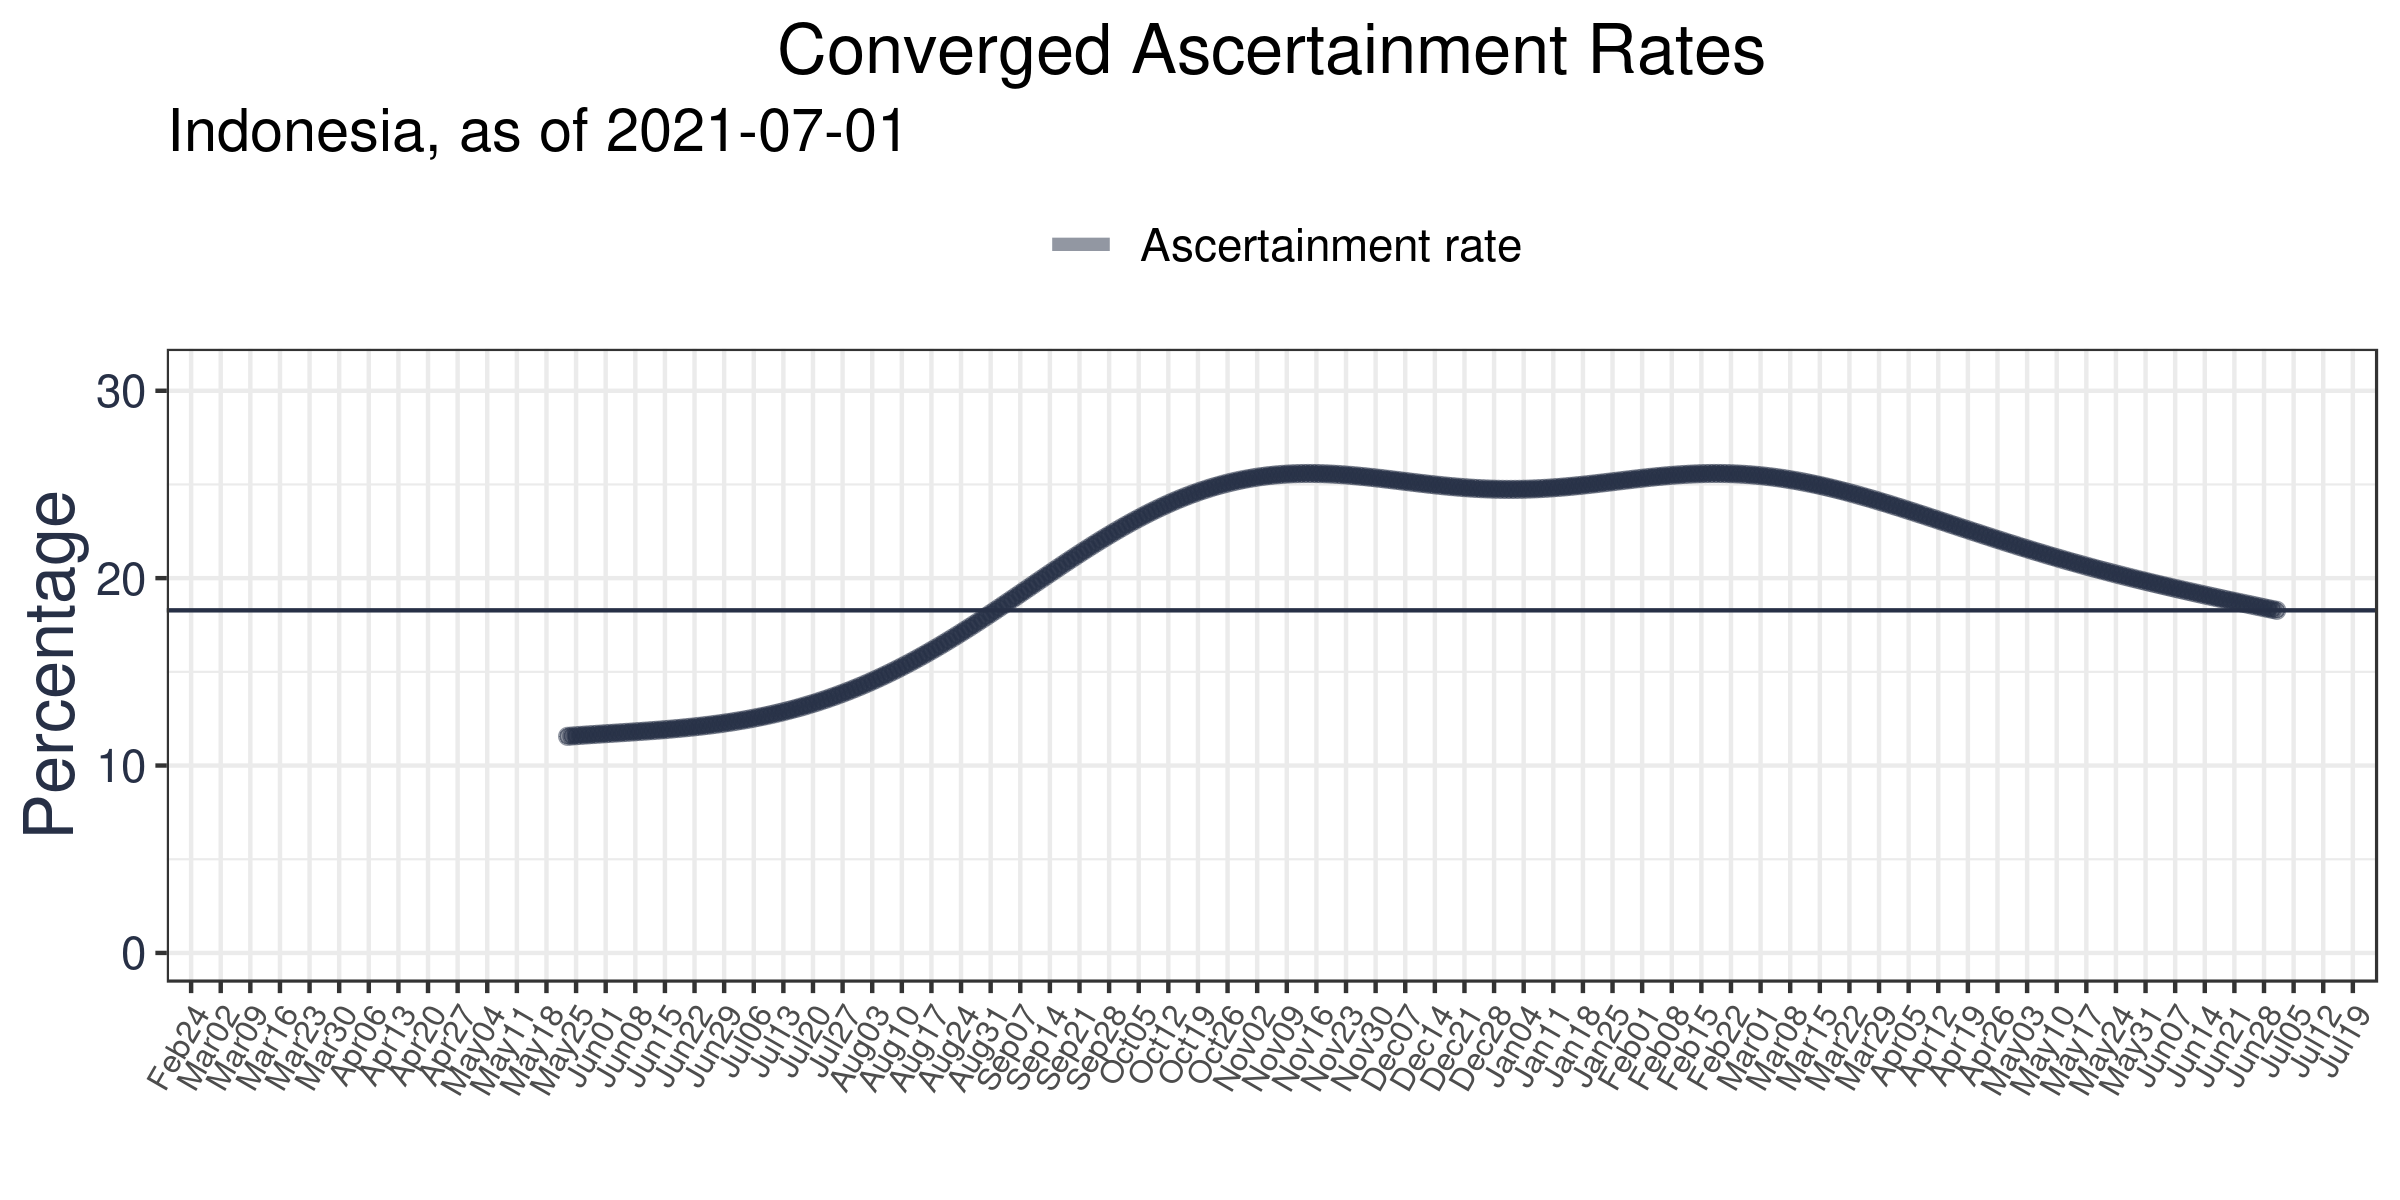 Converged Ascertainment Rates
Indonesia, as of 2021-07-01
Ascertainment rate
Percentage
30
20
10
0
Feb24 Mar02 Mar09 Mar16 Mar23 Mar30 Apr06 Apr13 Apr20 Apr27 May04 May11 May18 May25 Jun01 Jun08 Jun15 Jun22 Jun29 Jul06 Jul13 Jul20 Jul27 Aug03 Aug10 Aug17 Aug24 Aug31 Sep07 Sep14 Sep21 Sep28 Oct05 Oct12 Oct19 Oct26 Nov02 Nov09 Nov16 Nov23 Nov30 Dec07 Dec14 Dec21 Dec28 Jan04 Jan11 Jan18 Jan25 Feb01 Feb08 Feb15 Feb22 Mar01 Mar08 Mar15 Mar22 Mar29 Apr05 Apr12 Apr19 Apr26 May03 May10 May17 May24 May31 Jun07 Jun14 Jun21 Jun28 Jul05 Jul12 Jul19